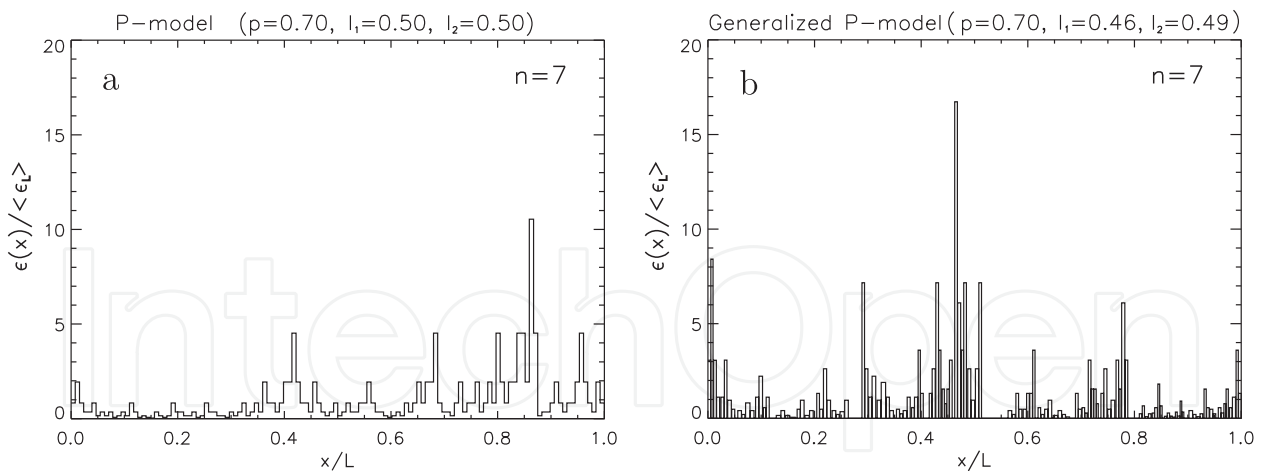 P-model (p=0.70, l₁=0.50, l₂=0.50)
20
15
10
5
0
ε(x)/<ε_L>
a
n=7
0.0 0.2 0.4 0.6 0.8 1.0
x/L
Generalized P-model(p=0.70, l₁=0.46, l₂=0.49)
20
15
10
5
0
ε(x)/<ε_L>
b
n=7
0.0 0.2 0.4 0.6 0.8 1.0
x/L
IntechOpen